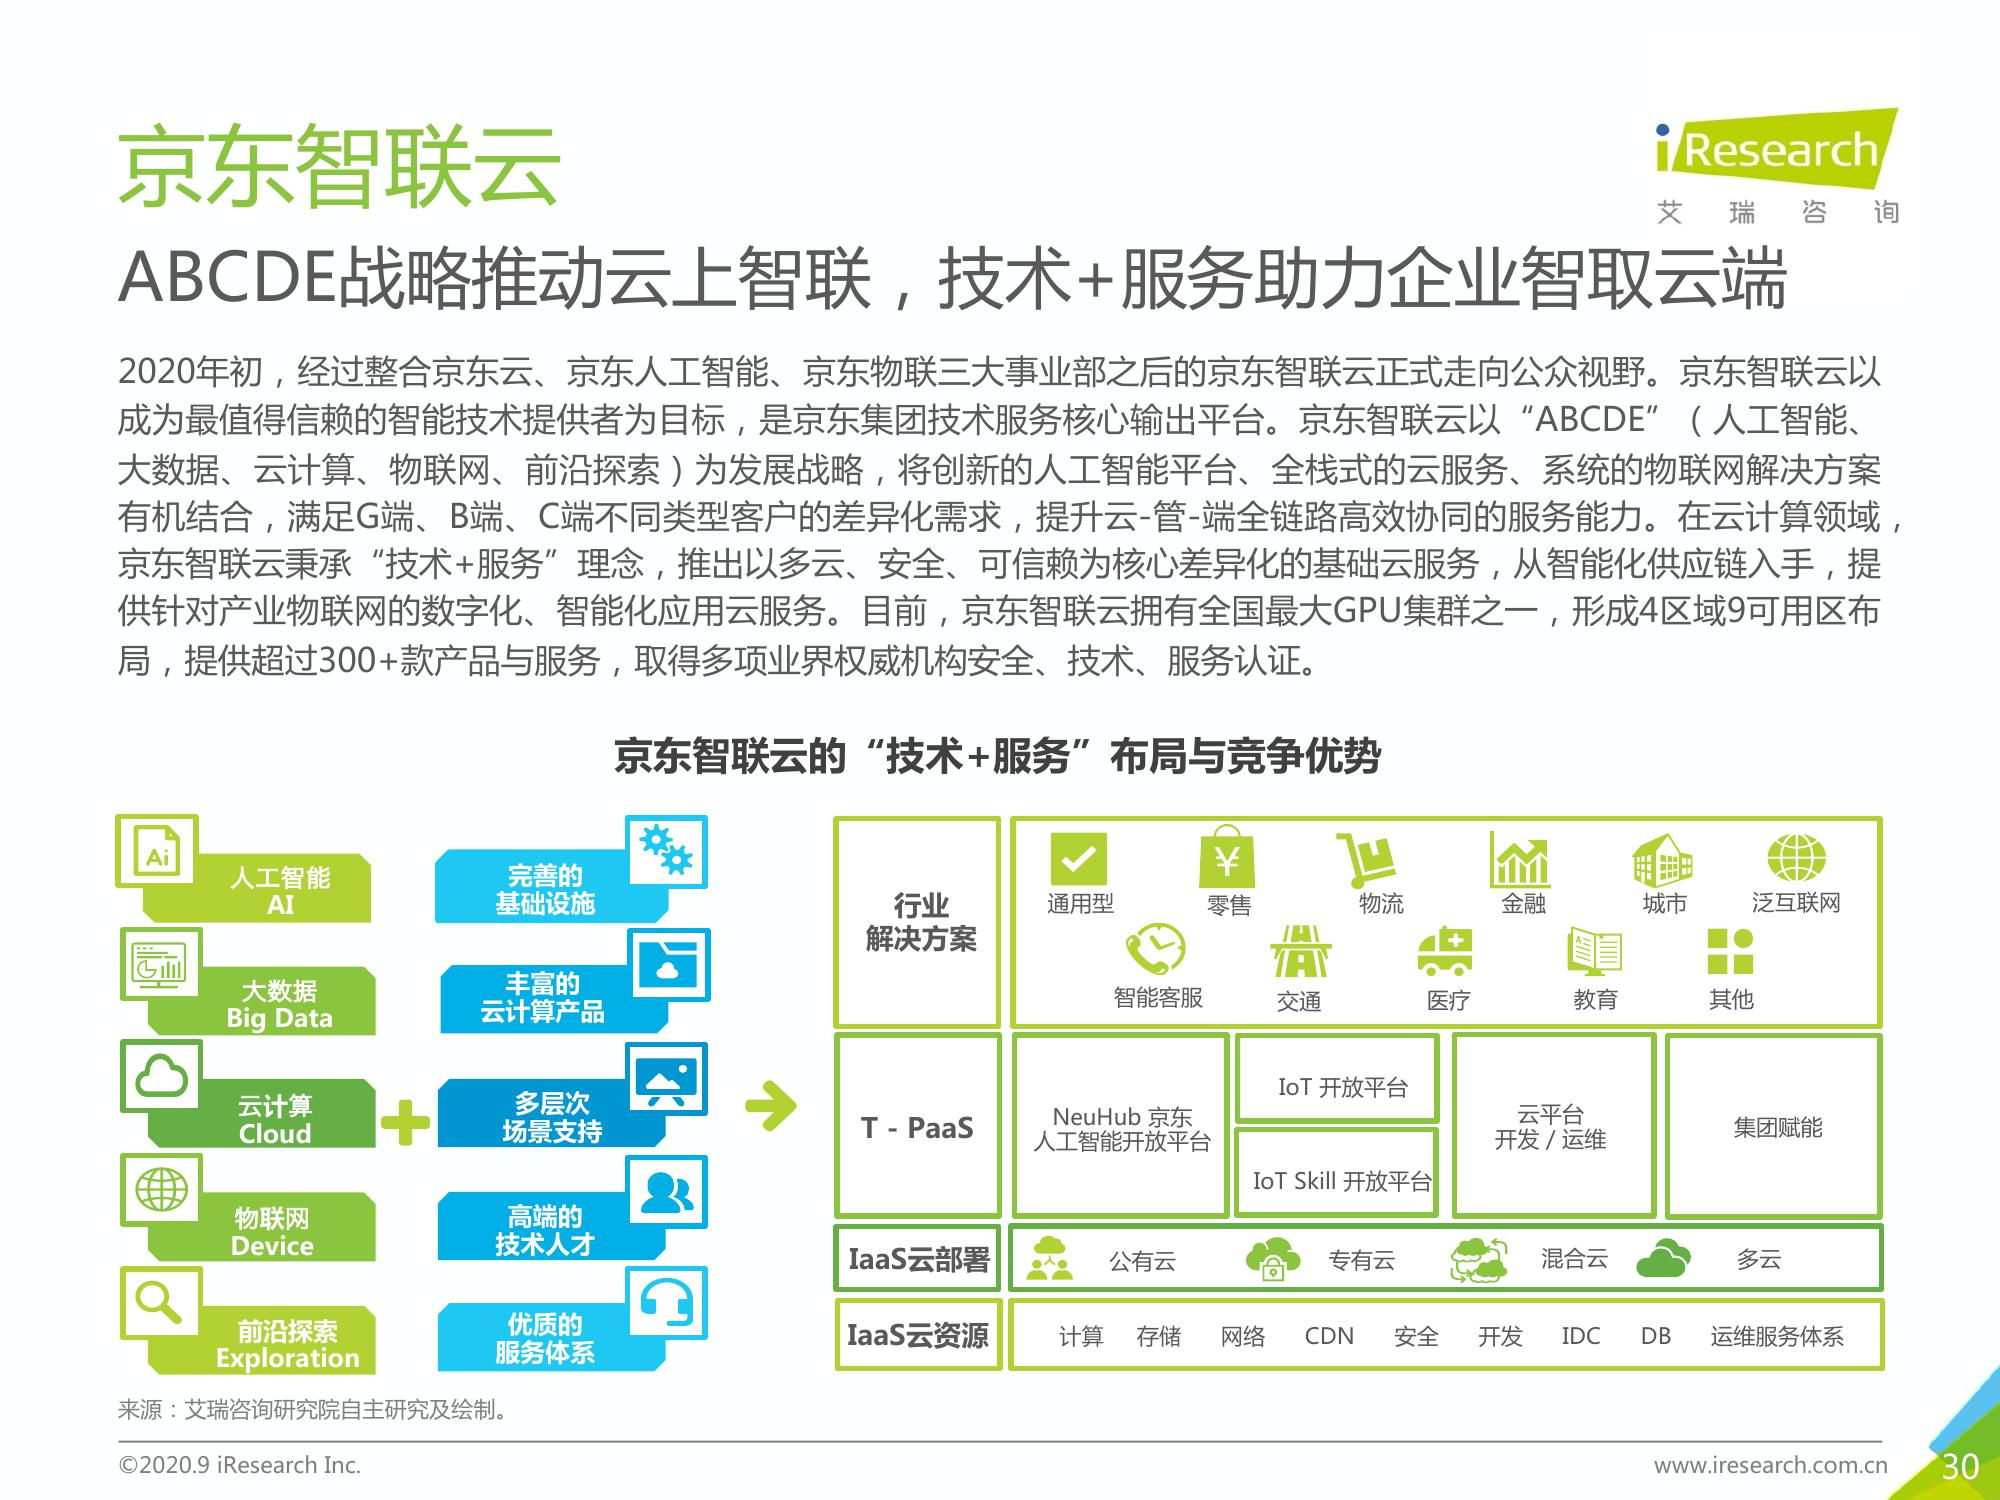 京东智联云
iResearch
艾瑞咨询
ABCDE战略推动云上智联，技术+服务助力企业智取云端
2020年初，经过整合京东云、京东人工智能、京东物联三大事业部之后的京东智联云正式走向公众视野。京东智联云以
成为最值得信赖的智能技术提供者为目标，是京东集团技术服务核心输出平台。京东智联云以“ABCDE”（人工智能、
大数据、云计算、物联网、前沿探索）为发展战略，将创新的人工智能平台、全栈式的云服务、系统的物联网解决方案
有机结合，满足G端、B端、C端不同类型客户的差异化需求，提升云-管-端全链路高效协同的服务能力。在云计算领域，
京东智联云秉承“技术+服务”理念，推出以多云、安全、可信赖为核心差异化的基础云服务，从智能化供应链入手，提
供针对产业物联网的数字化、智能化应用云服务。目前，京东智联云拥有全国最大GPU集群之一，形成4区域9可用区布
局，提供超过300+款产品与服务，取得多项业界权威机构安全、技术、服务认证。
京东智联云的“技术+服务”布局与竞争优势
Ai
人工智能
AI
大数据
Big Data
云计算
Cloud
物联网
Device
前沿探索
Exploration
完善的
基础设施
丰富的
云计算产品
多层次
场景支持
高端的
技术人才
优质的
服务体系
行业
解决方案
¥
通用型 零售 物流 金融 城市 泛互联网
智能客服 交通 医疗 教育 其他
T - PaaS
NeuHub 京东
人工智能开放平台
IoT 开放平台
IoT Skill 开放平台
云平台
开发 / 运维
集团赋能
IaaS云部署
公有云 专有云 混合云 多云
IaaS云资源
计算 存储 网络 CDN 安全 开发 IDC DB 运维服务体系
来源：艾瑞咨询研究院自主研究及绘制。
©2020.9 iResearch Inc.
www.iresearch.com.cn
30